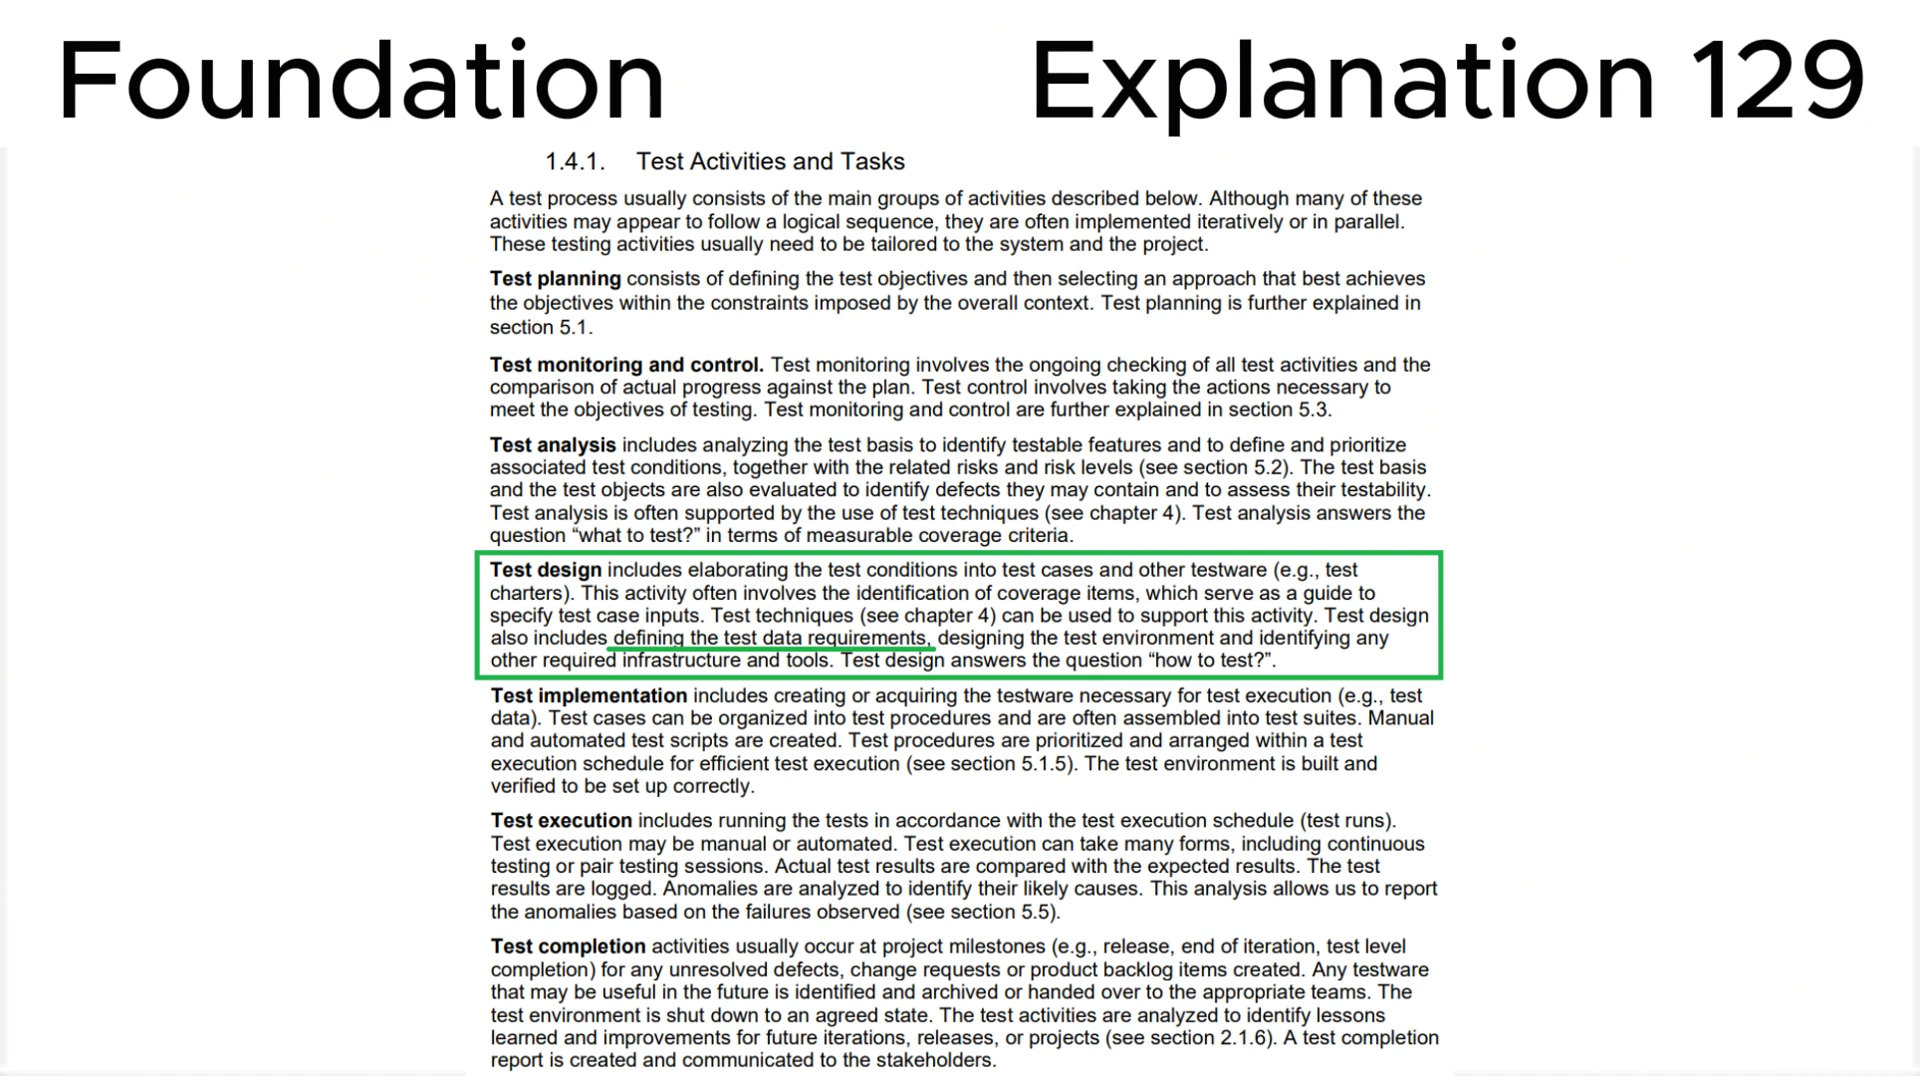 Foundation
Explanation 129
1.4.1. Test Activities and Tasks
A test process usually consists of the main groups of activities described below. Although many of these
activities may appear to follow a logical sequence, they are often implemented iteratively or in parallel.
These testing activities usually need to be tailored to the system and the project.
Test planning consists of defining the test objectives and then selecting an approach that best achieves
the objectives within the constraints imposed by the overall context. Test planning is further explained in
section 5.1.
Test monitoring and control. Test monitoring involves the ongoing checking of all test activities and the
comparison of actual progress against the plan. Test control involves taking the actions necessary to
meet the objectives of testing. Test monitoring and control are further explained in section 5.3.
Test analysis includes analyzing the test basis to identify testable features and to define and prioritize
associated test conditions, together with the related risks and risk levels (see section 5.2). The test basis
and the test objects are also evaluated to identify defects they may contain and to assess their testability.
Test analysis is often supported by the use of test techniques (see chapter 4). Test analysis answers the
question “what to test?” in terms of measurable coverage criteria.
Test design includes elaborating the test conditions into test cases and other testware (e.g., test
charters). This activity often involves the identification of coverage items, which serve as a guide to
specify test case inputs. Test techniques (see chapter 4) can be used to support this activity. Test design
also includes defining the test data requirements, designing the test environment and identifying any
other required infrastructure and tools. Test design answers the question “how to test?”.
Test implementation includes creating or acquiring the testware necessary for test execution (e.g., test
data). Test cases can be organized into test procedures and are often assembled into test suites. Manual
and automated test scripts are created. Test procedures are prioritized and arranged within a test
execution schedule for efficient test execution (see section 5.1.5). The test environment is built and
verified to be set up correctly.
Test execution includes running the tests in accordance with the test execution schedule (test runs).
Test execution may be manual or automated. Test execution can take many forms, including continuous
testing or pair testing sessions. Actual test results are compared with the expected results. The test
results are logged. Anomalies are analyzed to identify their likely causes. This analysis allows us to report
the anomalies based on the failures observed (see section 5.5).
Test completion activities usually occur at project milestones (e.g., release, end of iteration, test level
completion) for any unresolved defects, change requests or product backlog items created. Any testware
that may be useful in the future is identified and archived or handed over to the appropriate teams. The
test environment is shut down to an agreed state. The test activities are analyzed to identify lessons
learned and improvements for future iterations, releases, or projects (see section 2.1.6). A test completion
report is created and communicated to the stakeholders.